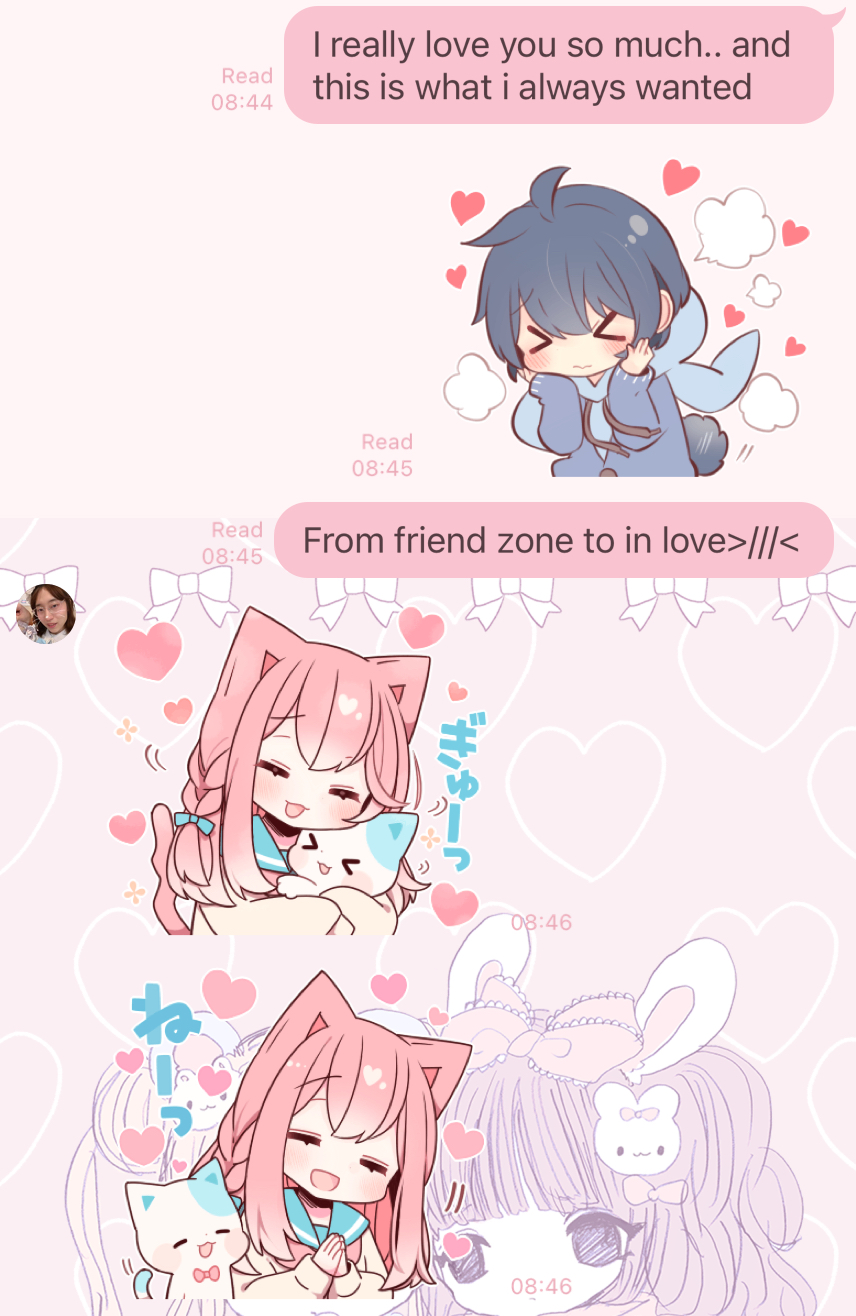 I really love you so much.. and
this is what i always wanted
Read
08:44
Read
08:45
From friend zone to in love>///<
Read
08:45
ぎゅーっ
08:46
ねーっ
08:46